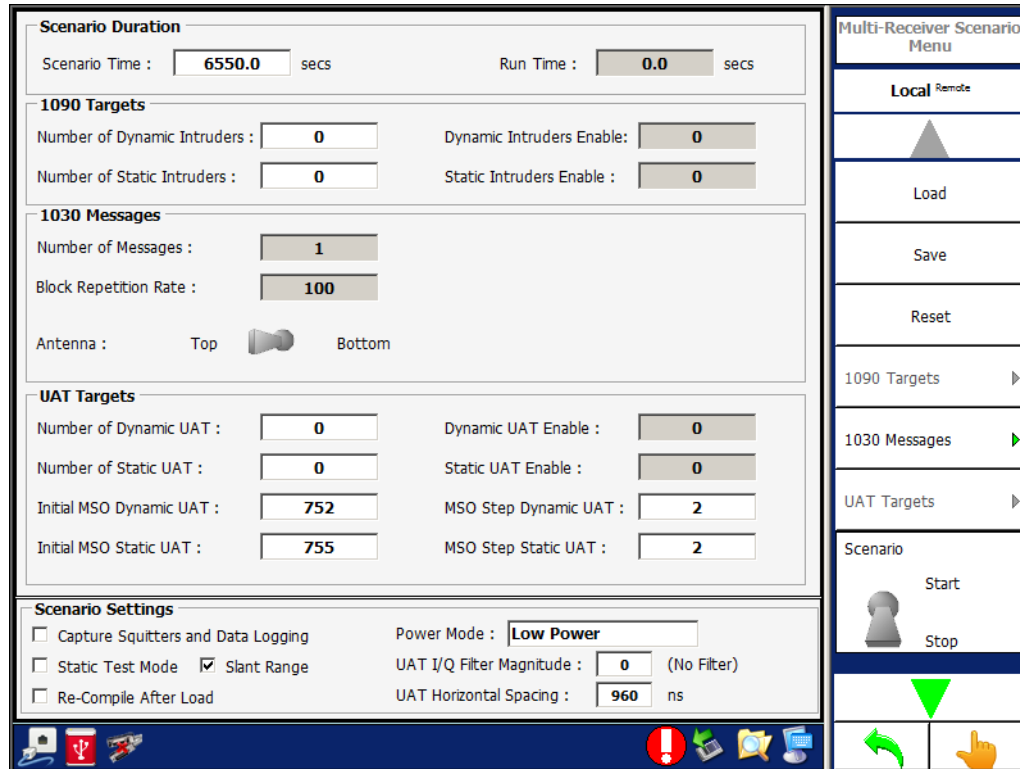 Scenario Duration
Scenario Time : 6550.0 secs Run Time : 0.0 secs
1090 Targets
Number of Dynamic Intruders : 0 Dynamic Intruders Enable: 0
Number of Static Intruders : 0 Static Intruders Enable : 0
1030 Messages
Number of Messages : 1
Block Repetition Rate : 100
Antenna : Top Bottom
UAT Targets
Number of Dynamic UAT : 0 Dynamic UAT Enable : 0
Number of Static UAT : 0 Static UAT Enable : 0
Initial MSO Dynamic UAT : 752 MSO Step Dynamic UAT : 2
Initial MSO Static UAT : 755 MSO Step Static UAT : 2
Scenario Settings
Capture Squitters and Data Logging Power Mode : Low Power
Static Test Mode Slant Range UAT I/Q Filter Magnitude : 0 (No Filter)
Re-Compile After Load UAT Horizontal Spacing : 960 ns
Multi-Receiver Scenario
Menu
Local Remote
Load
Save
Reset
1090 Targets
1030 Messages
UAT Targets
Scenario
Start
Stop